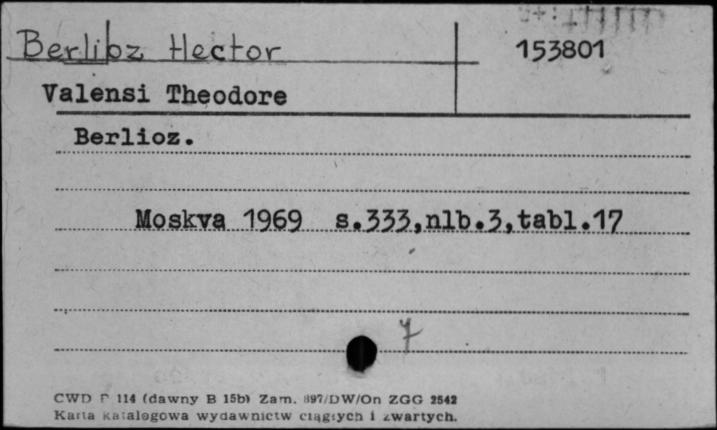 Berlioz Hector 153801
Valensi Theodore
Berlioz.
Moskva 1969 s.333,nlb.3,tabl.17
7
CWD P 114 (dawny B 15b) Zam. 897/DW/On ZGG 2542
Karta katalogowa wydawnictw ciągłych i zwartych.